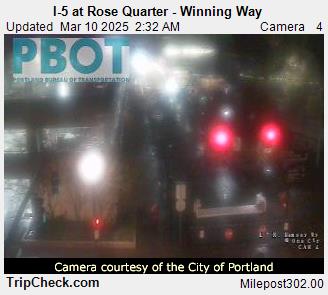 I-5 at Rose Quarter - Winning Way
Updated Mar 10 2025 2:32 AM Camera 4
PBOT
PORTLAND BUREAU OF TRANSPORTATION
Camera courtesy of the City of Portland
TripCheck.com Milepost302.00